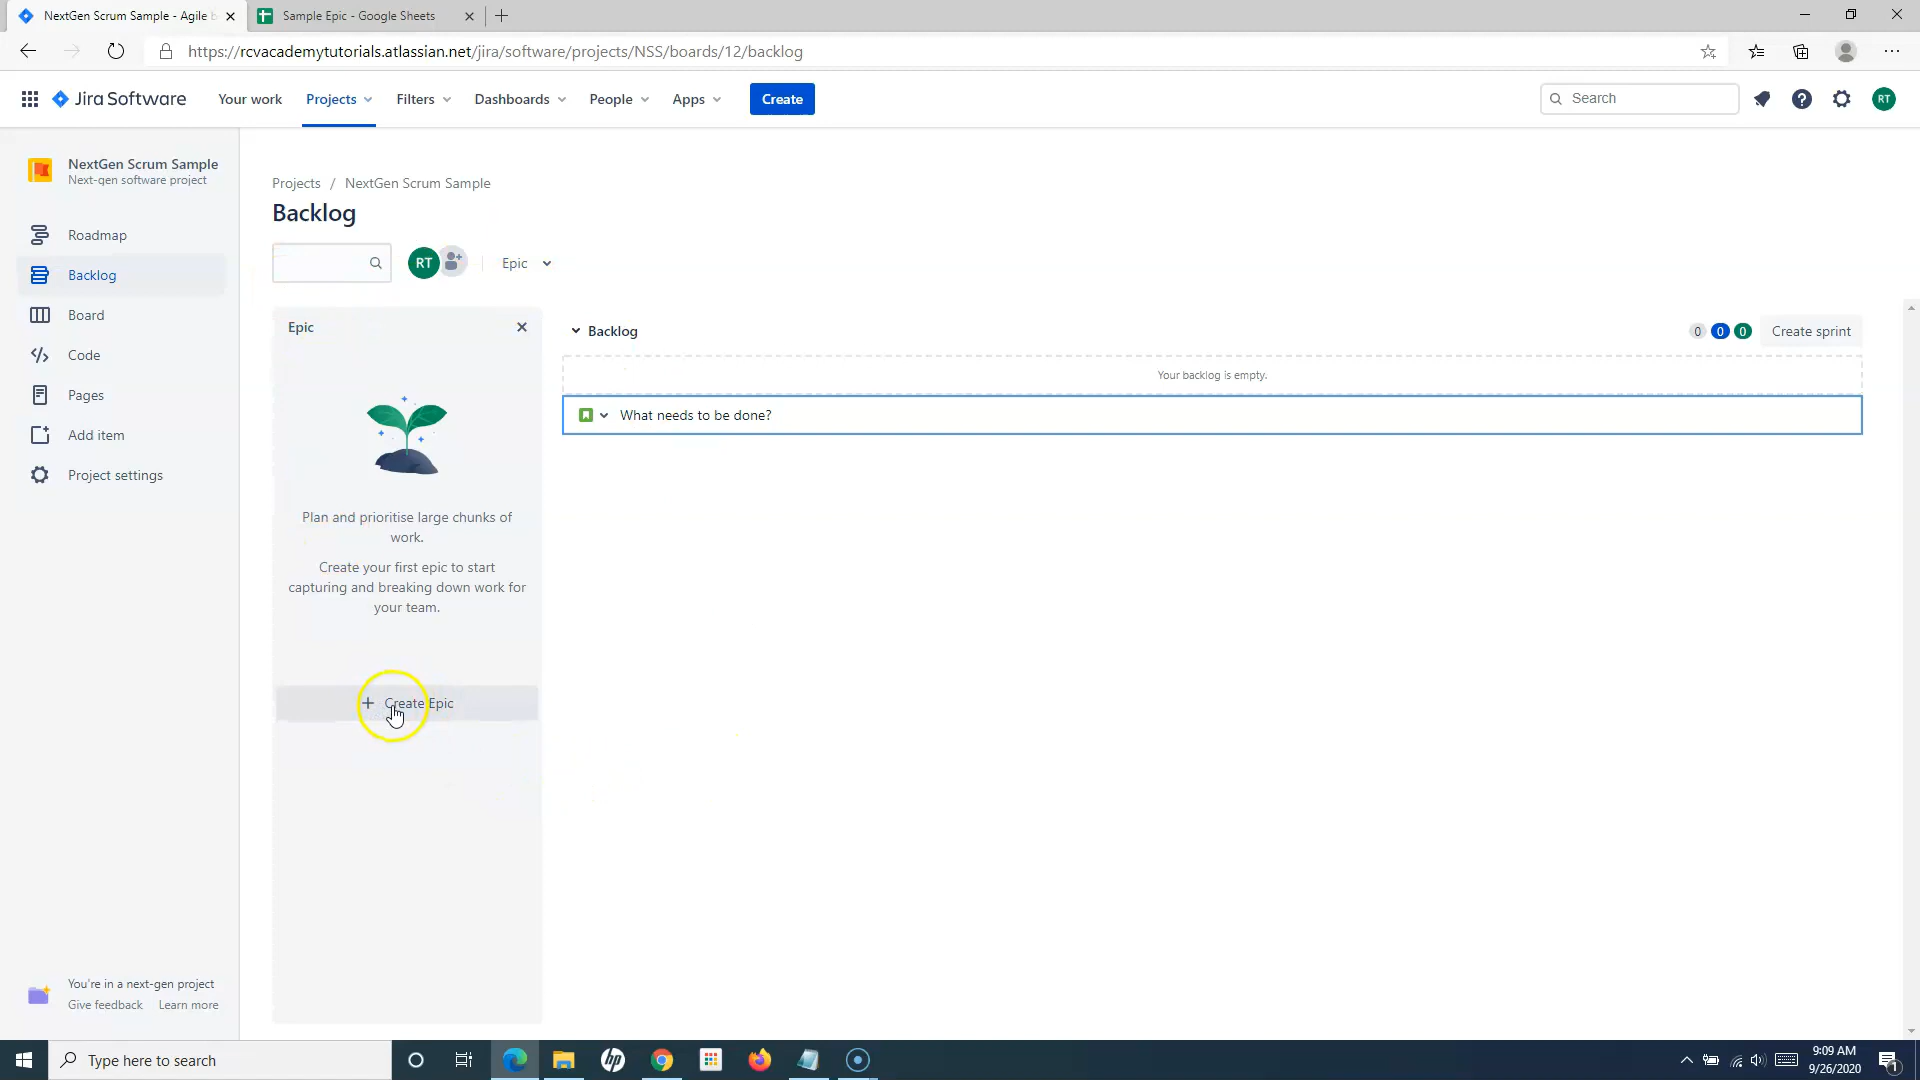 NextGen Scrum Sample - Agile b
Sample Epic - Google Sheets
https://rcvacademytutorials.atlassian.net/jira/software/projects/NSS/boards/12/backlog
Jira Software
Your work
Projects
Filters
Dashboards
People
Apps
Create
Search
RT
NextGen Scrum Sample
Next-gen software project
Roadmap
Backlog
Board
Code
Pages
Add item
Project settings
You're in a next-gen project
Give feedback
Learn more
Projects / NextGen Scrum Sample
Backlog
RT
Epic
Epic
Plan and prioritise large chunks of
work.
Create your first epic to start
capturing and breaking down work for
your team.
+ Create Epic
Backlog
0 0 0
Create sprint
Your backlog is empty.
What needs to be done?
Type here to search
hp
9:09 AM
9/26/2020
1